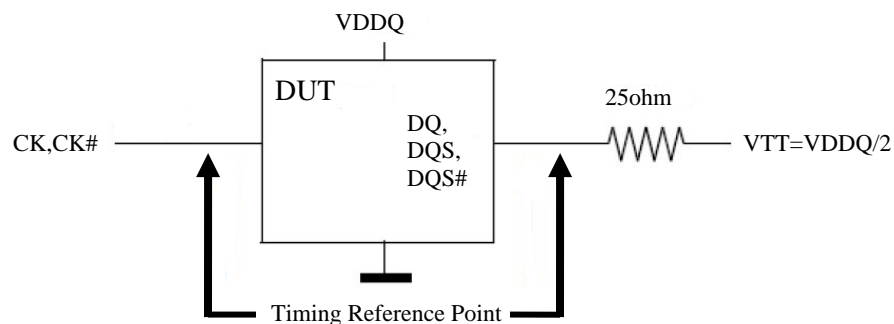 VDDQ
DUT
25ohm
CK,CK#
DQ,
DQS,
DQS#
VTT=VDDQ/2
Timing Reference Point